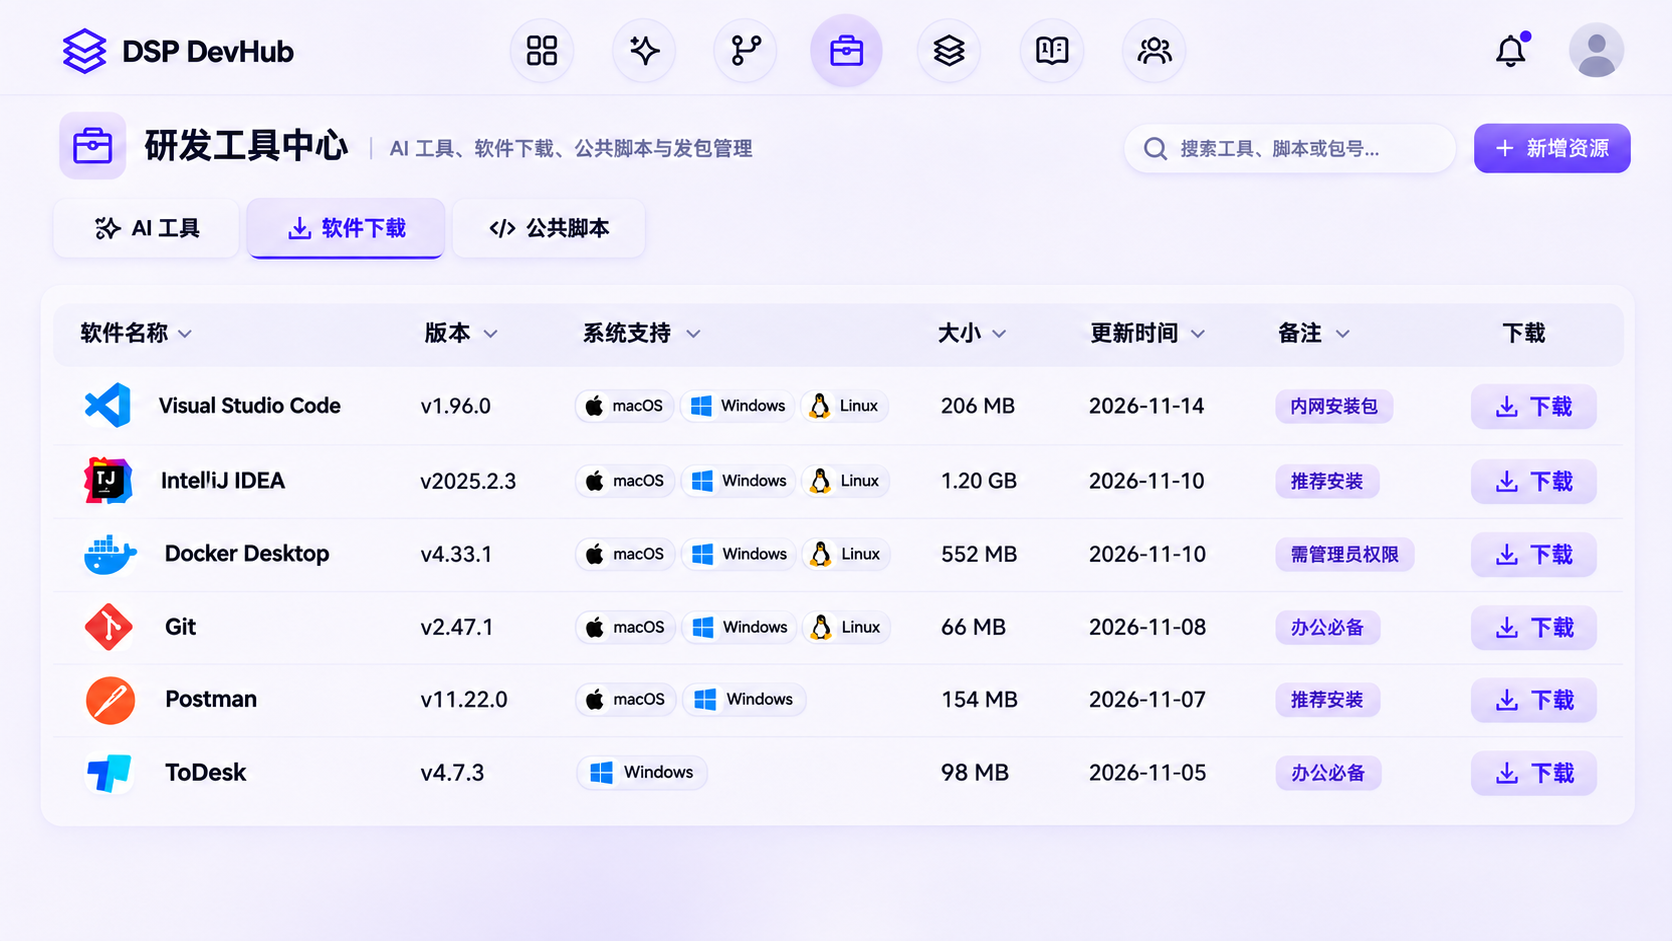 DSP DevHub
研发工具中心 | AI 工具、软件下载、公共脚本与发包管理
搜索工具、脚本或包号...
+ 新增资源
AI 工具
软件下载
</> 公共脚本
软件名称 版本 系统支持 大小 更新时间 备注 下载
Visual Studio Code v1.96.0 macOS Windows Linux 206 MB 2026-11-14 内网安装包 下载
IntelliJ IDEA v2025.2.3 macOS Windows Linux 1.20 GB 2026-11-10 推荐安装 下载
Docker Desktop v4.33.1 macOS Windows Linux 552 MB 2026-11-10 需管理员权限 下载
Git v2.47.1 macOS Windows Linux 66 MB 2026-11-08 办公必备 下载
Postman v11.22.0 macOS Windows 154 MB 2026-11-07 推荐安装 下载
ToDesk v4.7.3 Windows 98 MB 2026-11-05 办公必备 下载